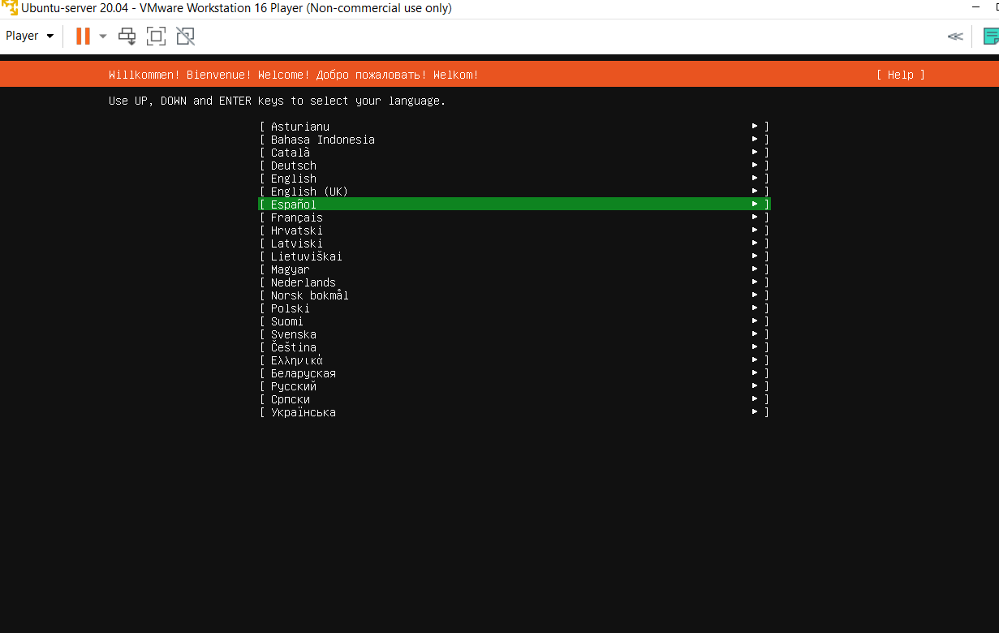 Ubuntu-server 20.04 - VMware Workstation 16 Player (Non-commercial use only)
Player
Willkommen! Bienvenue! Welcome! Добро пожаловать! Welkom! [ Help ]
Use UP, DOWN and ENTER keys to select your language.
[ Asturianu ► ]
[ Bahasa Indonesia ► ]
[ Català ► ]
[ Deutsch ► ]
[ English ► ]
[ English (UK) ► ]
[ Español ► ]
[ Français ► ]
[ Hrvatski ► ]
[ Latviski ► ]
[ Lietuviškai ► ]
[ Magyar ► ]
[ Nederlands ► ]
[ Norsk bokmål ► ]
[ Polski ► ]
[ Suomi ► ]
[ Svenska ► ]
[ Čeština ► ]
[ Ελληνικά ► ]
[ Беларуская ► ]
[ Русский ► ]
[ Српски ► ]
[ Українська ► ]